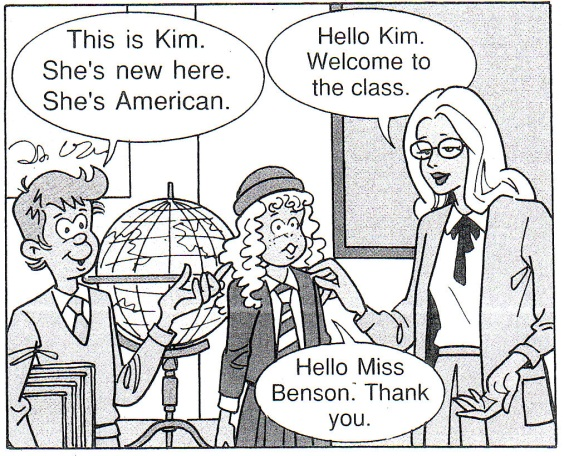 This is Kim.
She's new here.
She's American.
Hello Kim.
Welcome to
the class.
Hello Miss
Benson. Thank
you.